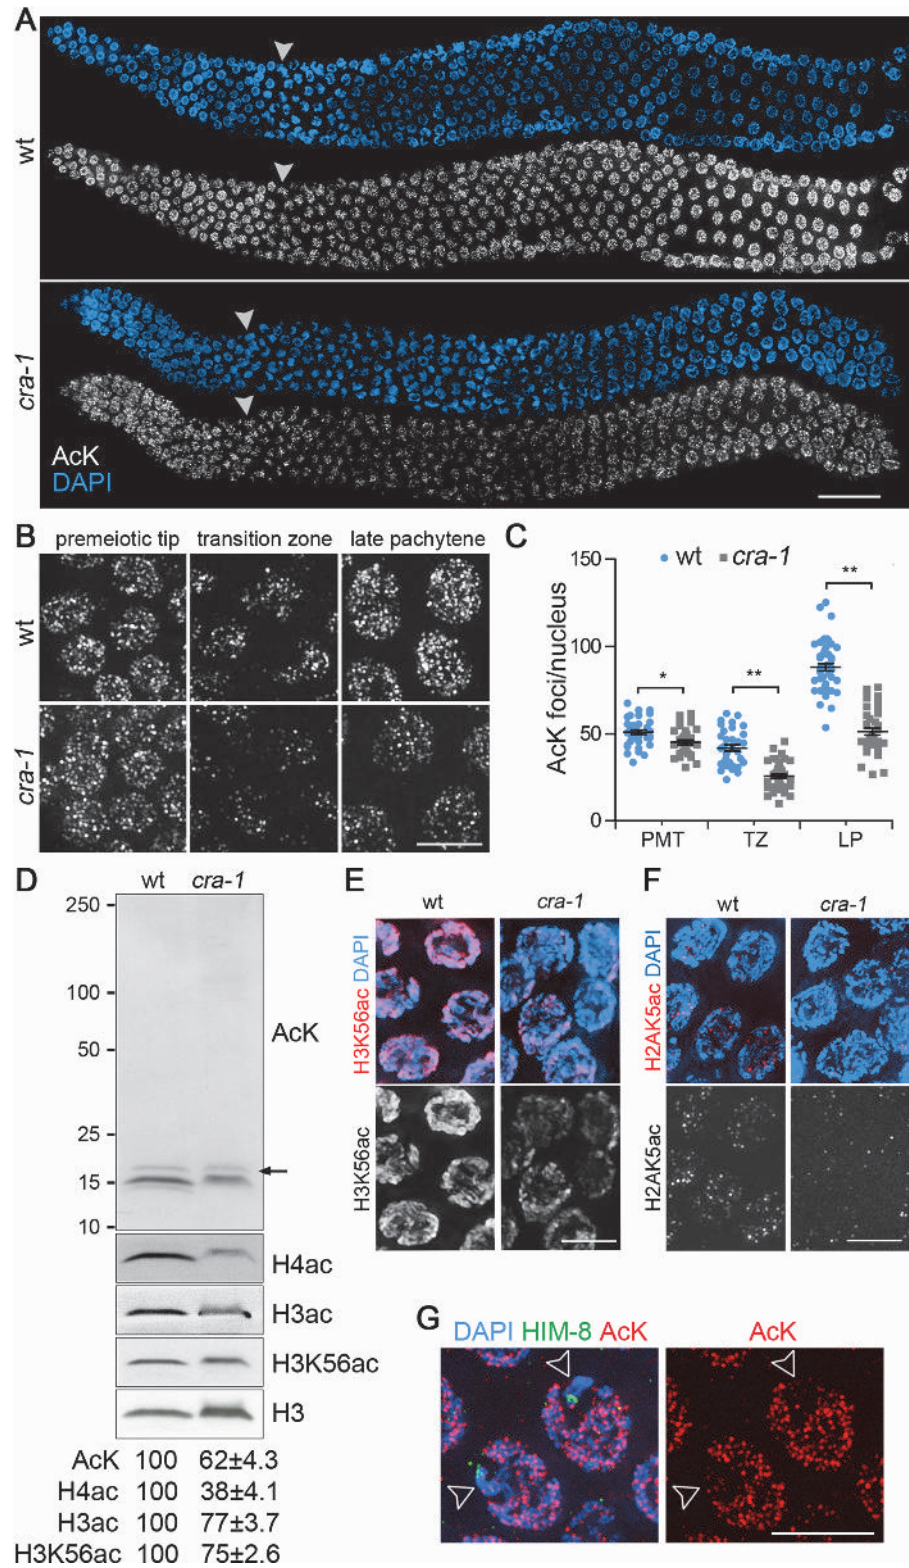 A
wt
cra-1
AcK
DAPI
B
premeiotic tip transition zone late pachytene
wt
cra-1
C
wt cra-1
AcK foci/nucleus
150
100
50
0
* ** **
PMT TZ LP
D
wt cra-1
250
100
50
25
15
10
AcK
H4ac
H3ac
H3K56ac
H3
AcK 100 62±4.3
H4ac 100 38±4.1
H3ac 100 77±3.7
H3K56ac 100 75±2.6
E
wt cra-1
H3K56ac DAPI
H3K56ac
F
wt cra-1
H2AK5ac DAPI
H2AK5ac
G
DAPI HIM-8 AcK AcK